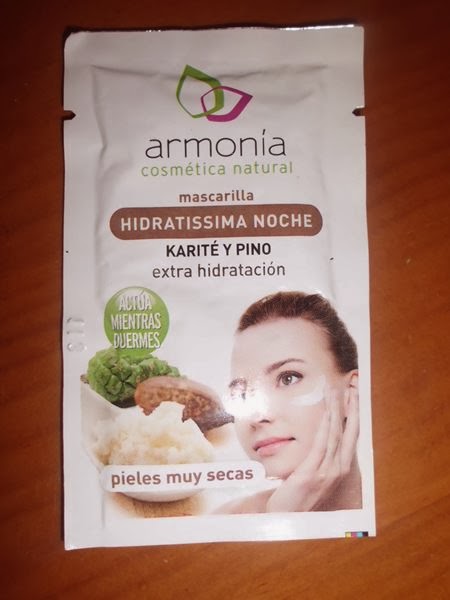 armonía
cosmética natural
mascarilla
HIDRATISSIMA NOCHE
KARITÉ Y PINO
extra hidratación
ACTÚA
MIENTRAS
DUERMES
pieles muy secas